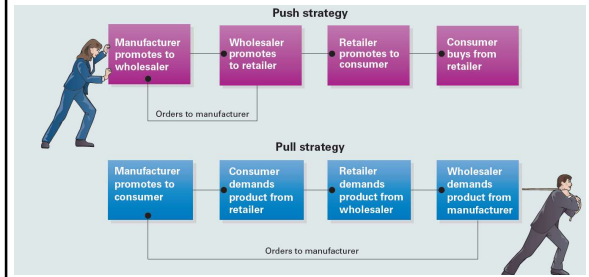 Push strategy
Manufacturer
promotes to
wholesaler
Wholesaler
promotes
to retailer
Retailer
promotes to
consumer
Consumer
buys from
retailer
Orders to manufacturer
Pull strategy
Manufacturer
promotes to
consumer
Consumer
demands
product from
retailer
Retailer
demands
product from
wholesaler
Wholesaler
demands
product from
manufacturer
Orders to manufacturer